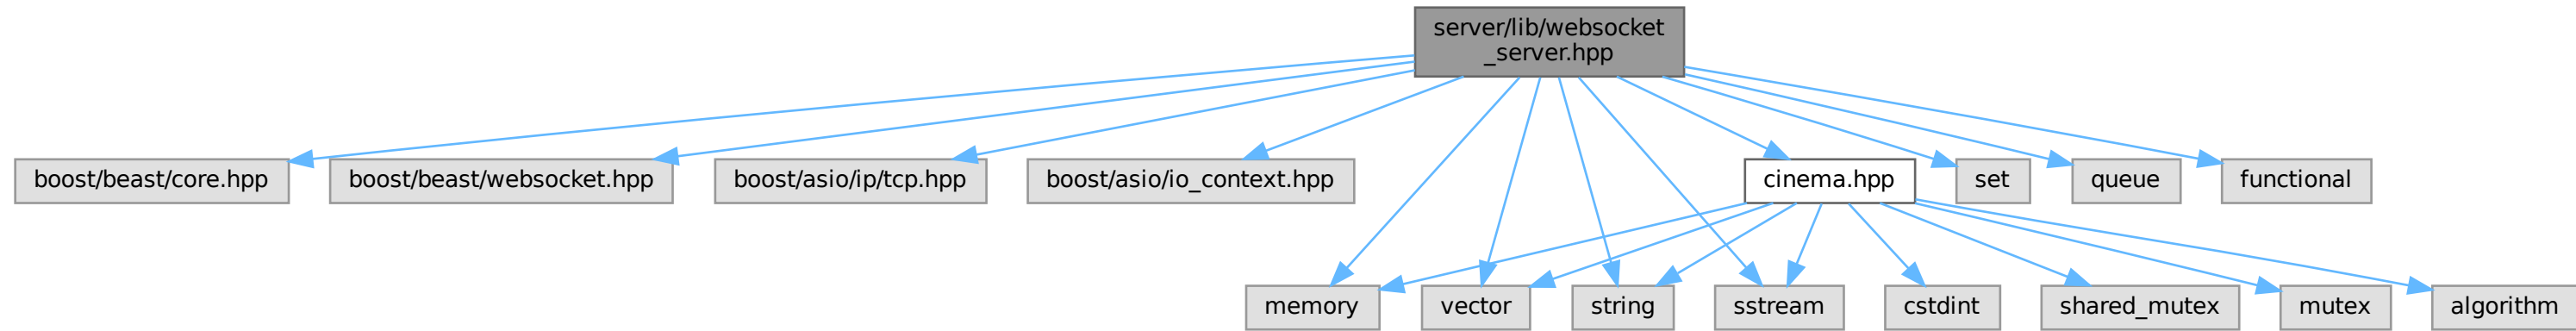 server/lib/websocket
_server.hpp
boost/beast/core.hpp
boost/beast/websocket.hpp
boost/asio/ip/tcp.hpp
boost/asio/io_context.hpp
cinema.hpp
set
queue
functional
memory
vector
string
sstream
cstdint
shared_mutex
mutex
algorithm